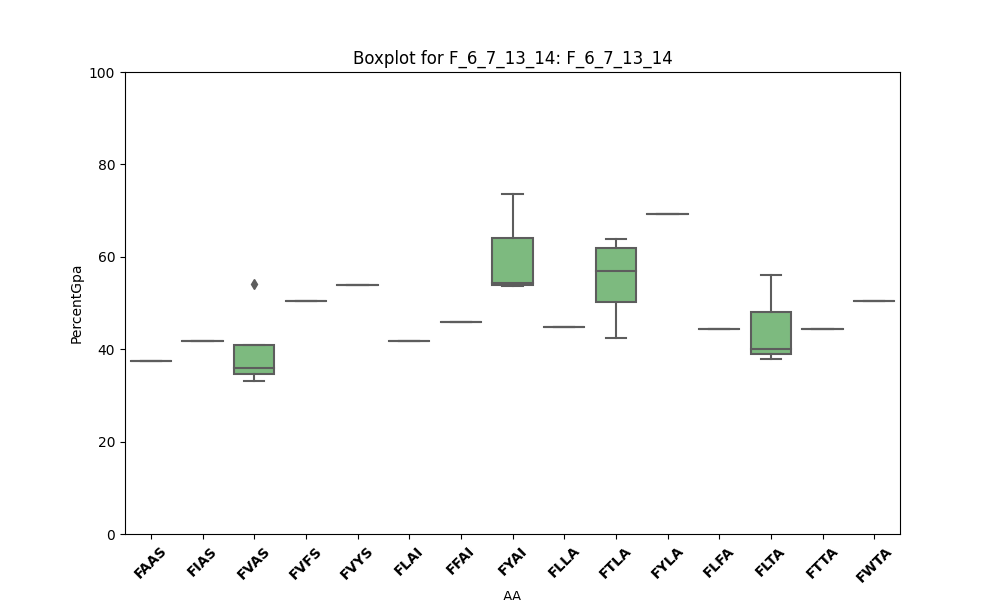 Boxplot for F_6_7_13_14: F_6_7_13_14
100
80
60
40
20
0
PercentGpa
FAAS FIAS FVAS FVFS FVYS FLAI FFAI FYAI FLLA FTLA FYLA FLFA FLTA FTTA FWTA
AA